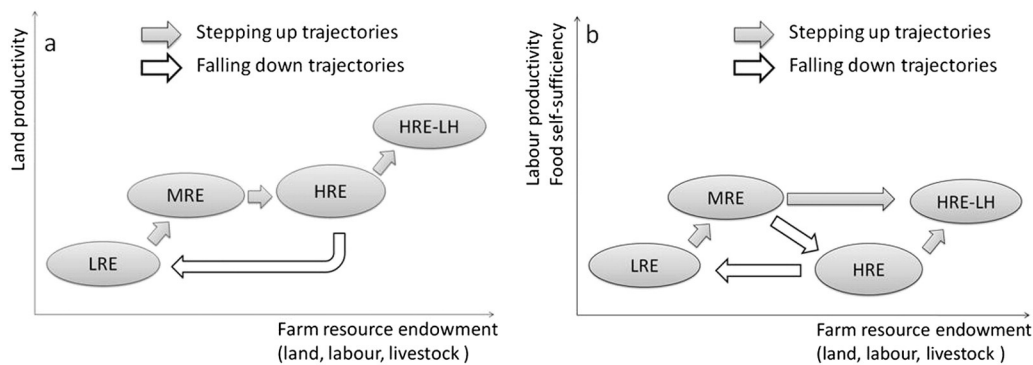 a
Stepping up trajectories
Falling down trajectories
Land productivity
HRE-LH
MRE
HRE
LRE
Farm resource endowment
(land, labour, livestock )
b
Stepping up trajectories
Falling down trajectories
Labour productivity
Food self-sufficiency
MRE
HRE-LH
LRE
HRE
Farm resource endowment
(land, labour, livestock )